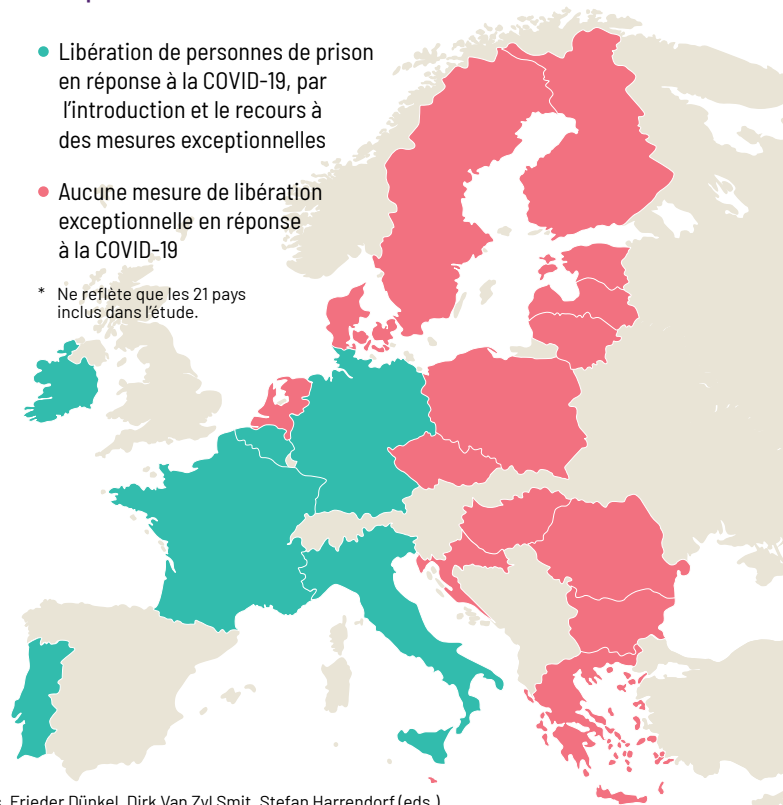 Libération de personnes de prison
en réponse à la COVID-19, par
l'introduction et le recours à
des mesures exceptionnelles
Aucune mesure de libération
exceptionnelle en réponse
à la COVID-19
* Ne reflète que les 21 pays
inclus dans l'étude.
Frieder Dünkel, Dirk Van Zyl Smit, Stefan Harrendorf (eds.)